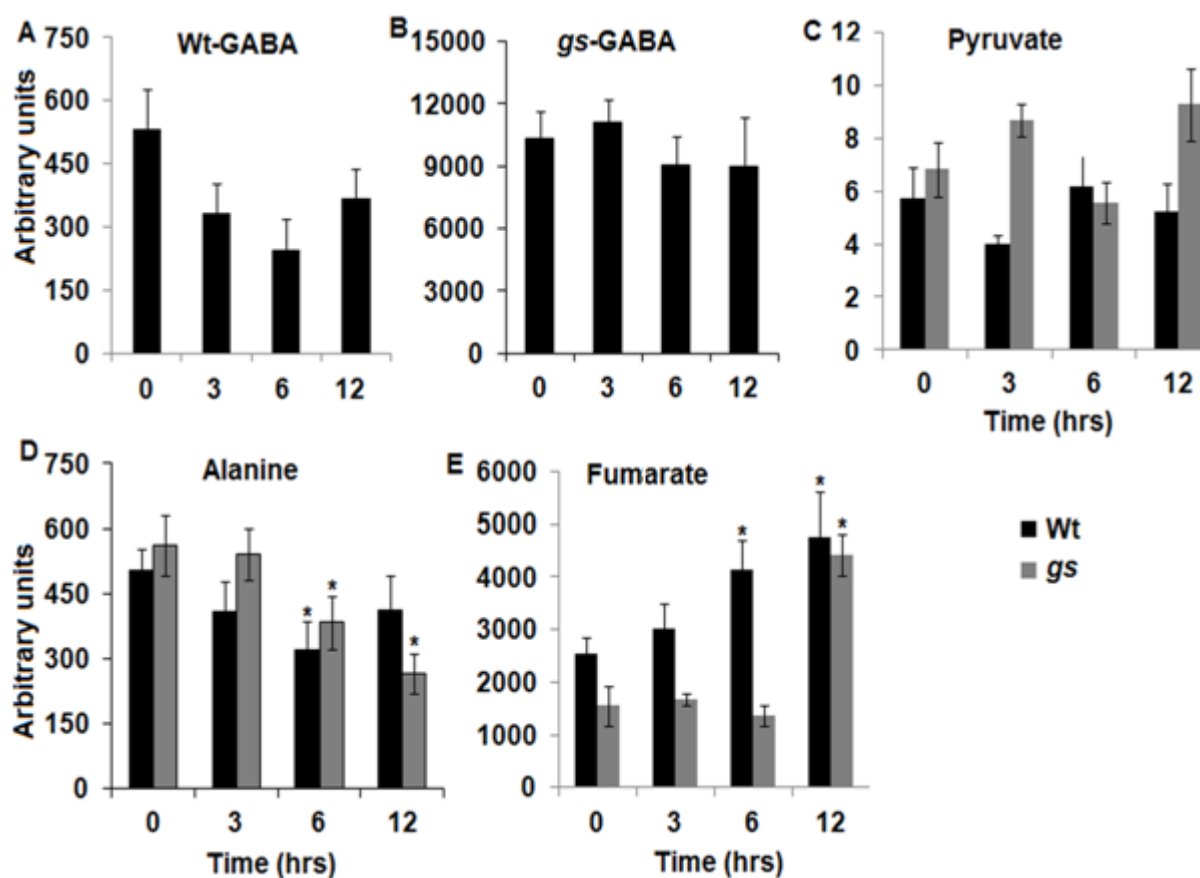 A
Wt-GABA
Arbitrary units
750
600
450
300
150
0
0 3 6 12
B
gs-GABA
15000
12000
9000
6000
3000
0
0 3 6 12
C
Pyruvate
12
10
8
6
4
2
0
0 3 6 12
Time (hrs)
D
Alanine
Arbitrary units
750
600
450
300
150
0
* * *
0 3 6 12
Time (hrs)
E
Fumarate
6000
5000
4000
3000
2000
1000
0
* * *
0 3 6 12
Time (hrs)
Wt
gs